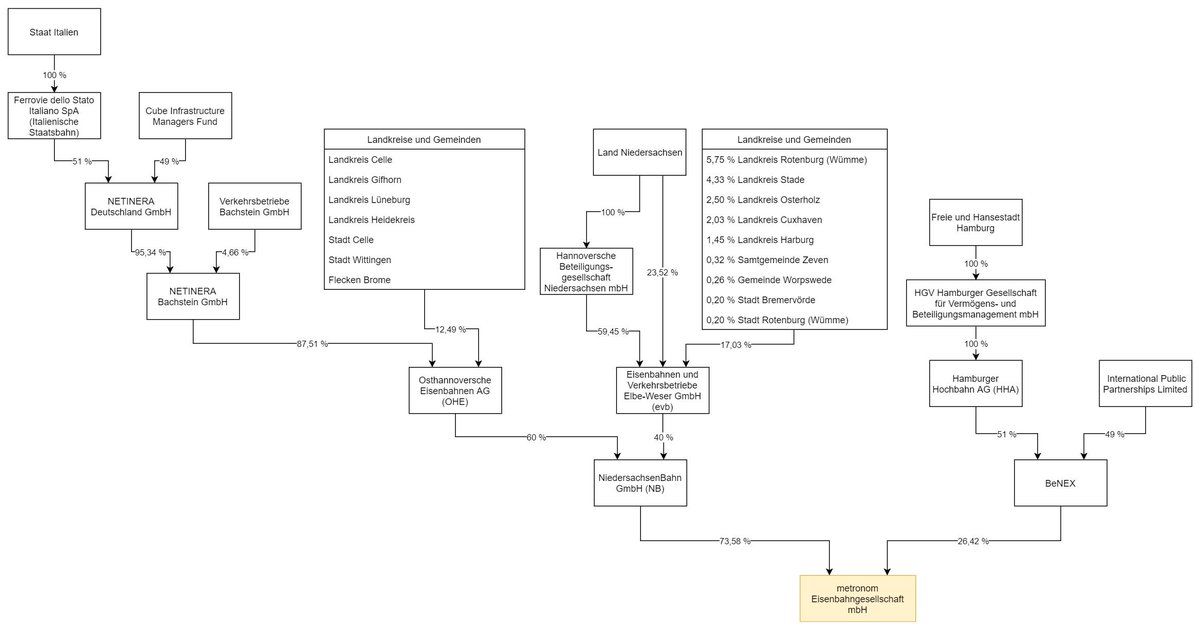 Staat Italien
100 %
Ferrovie dello Stato
Italiano SpA
(Italienische
Staatsbahn)
Cube Infrastructure
Managers Fund
51 %
49 %
NETINERA
Deutschland GmbH
Verkehrsbetriebe
Bachstein GmbH
95,34 %
4,66 %
NETINERA
Bachstein GmbH
87,51 %
Landkreise und Gemeinden
Landkreis Celle
Landkreis Gifhorn
Landkreis Lüneburg
Landkreis Heidekreis
Stadt Celle
Stadt Wittingen
Flecken Brome
12,49 %
Osthannoversche
Eisenbahnen AG
(OHE)
60 %
Land Niedersachsen
100 %
23,52 %
Hannoversche
Beteiligungs-
gesellschaft
Niedersachsen mbH
59,45 %
Landkreise und Gemeinden
5,75 % Landkreis Rotenburg (Wümme)
4,33 % Landkreis Stade
2,50 % Landkreis Osterholz
2,03 % Landkreis Cuxhaven
1,45 % Landkreis Harburg
0,32 % Samtgemeinde Zeven
0,26 % Gemeinde Worpswede
0,20 % Stadt Bremervörde
0,20 % Stadt Rotenburg (Wümme)
17,03 %
Eisenbahnen und
Verkehrsbetriebe
Elbe-Weser GmbH
(evb)
40 %
NiedersachsenBahn
GmbH (NB)
73,58 %
Freie und Hansestadt
Hamburg
100 %
HGV Hamburger Gesellschaft
für Vermögens- und
Beteiligungsmanagement mbH
100 %
Hamburger
Hochbahn AG (HHA)
International Public
Partnerships Limited
51 %
49 %
BeNEX
26,42 %
metronom
Eisenbahngesellschaft
mbH